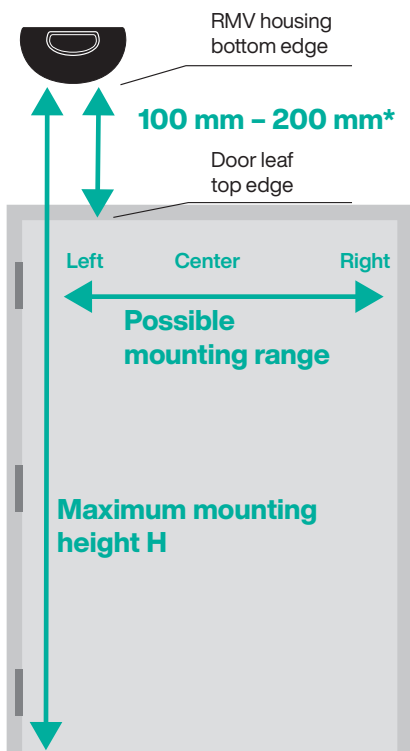 RMV housing
bottom edge
100 mm – 200 mm*
Door leaf
top edge
Left Center Right
Possible
mounting range
Maximum mounting
height H